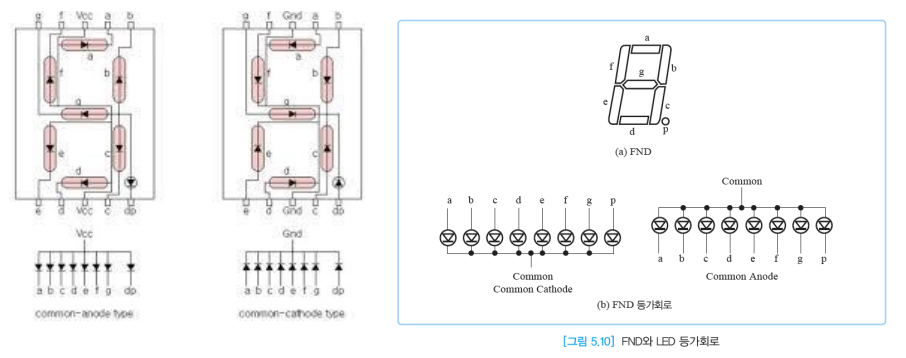 g f Vcc a b
a
f
b
g
e
c
d
e d Vcc c dp
Vcc
a b c d e f g dp
common-anode type
g f Gnd a b
a
f
b
g
e
c
d
e d Gnd c dp
Gnd
a b c d e f g dp
common-cathode type
a
f
g
b
e
c
d
p
(a) FND
a b c d e f g p
Common
Common Cathode
Common
a b c d e f g p
Common Anode
(b) FND 등가회로
[그림 5.10] FND와 LED 등가회로